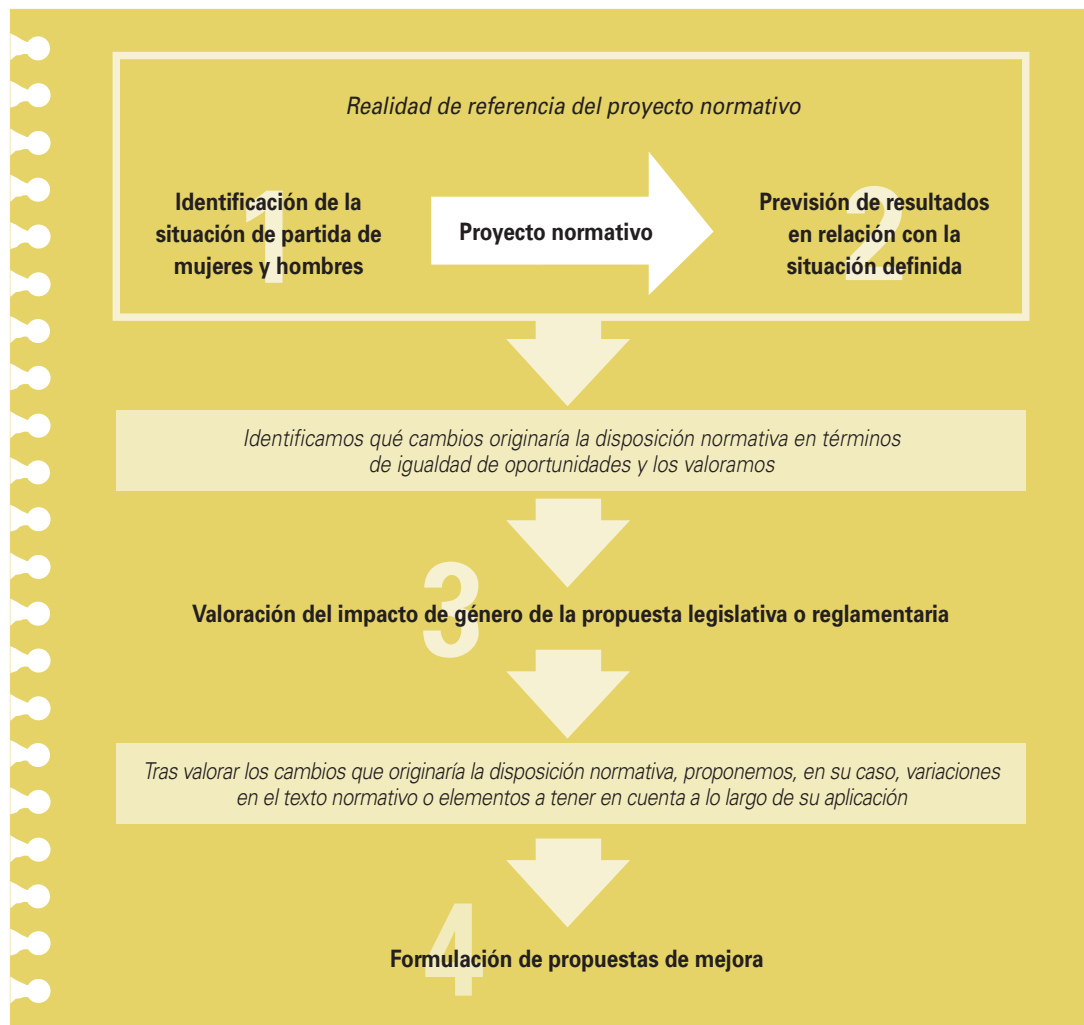 Realidad de referencia del proyecto normativo
1
Identificación de la
situación de partida de
mujeres y hombres
Proyecto normativo
2
Previsión de resultados
en relación con la
situación definida
Identificamos qué cambios originaría la disposición normativa en términos
de igualdad de oportunidades y los valoramos
3
Valoración del impacto de género de la propuesta legislativa o reglamentaria
Tras valorar los cambios que originaría la disposición normativa, proponemos, en su caso, variaciones
en el texto normativo o elementos a tener en cuenta a lo largo de su aplicación
4
Formulación de propuestas de mejora